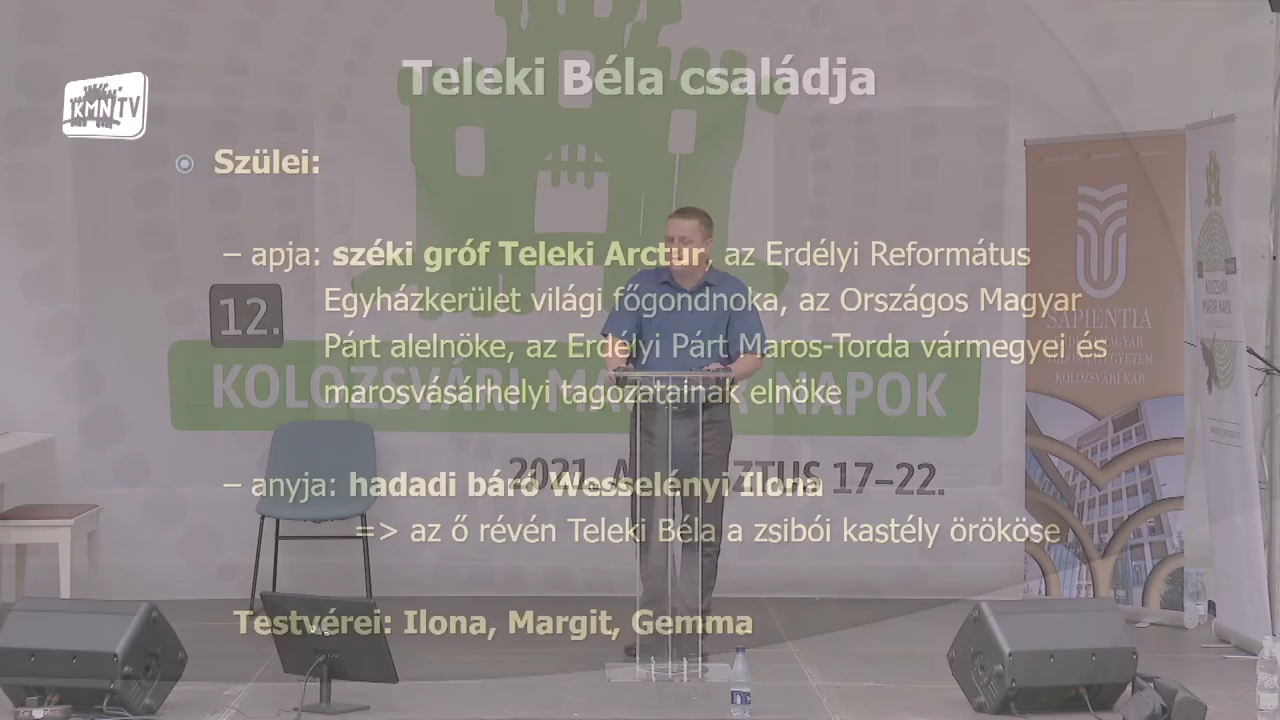 Teleki Béla családja
KMN TV
Szülei:
– apja: széki gróf Teleki Arctur, az Erdélyi Református
Egyházkerület világi főgondnoka, az Országos Magyar
Párt alelnöke, az Erdélyi Párt Maros-Torda vármegyei és
marosvásárhelyi tagozatainak elnöke
12.
KOLOZSVÁRI NAPOK
2021. 17–22.
– anyja: hadadi báró Wesselényi Ilona
=> az ő révén Teleki Béla a zsibói kastély örököse
Testvérei: Ilona, Margit, Gemma
SAPIENTIA
KOLOZSVÁRI KAR
KOLOZSVÁRI
MAGYAR NAPOK